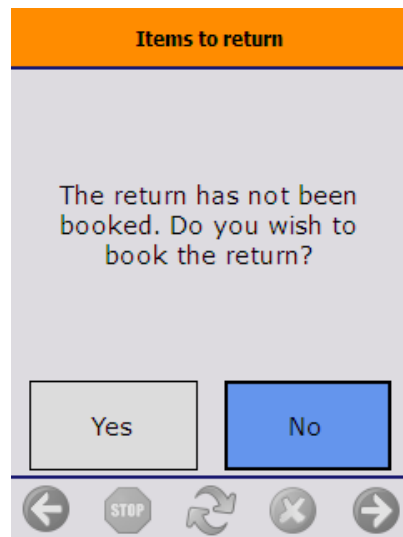 Items to return
The return has not been
booked. Do you wish to
book the return?
Yes
No
STOP